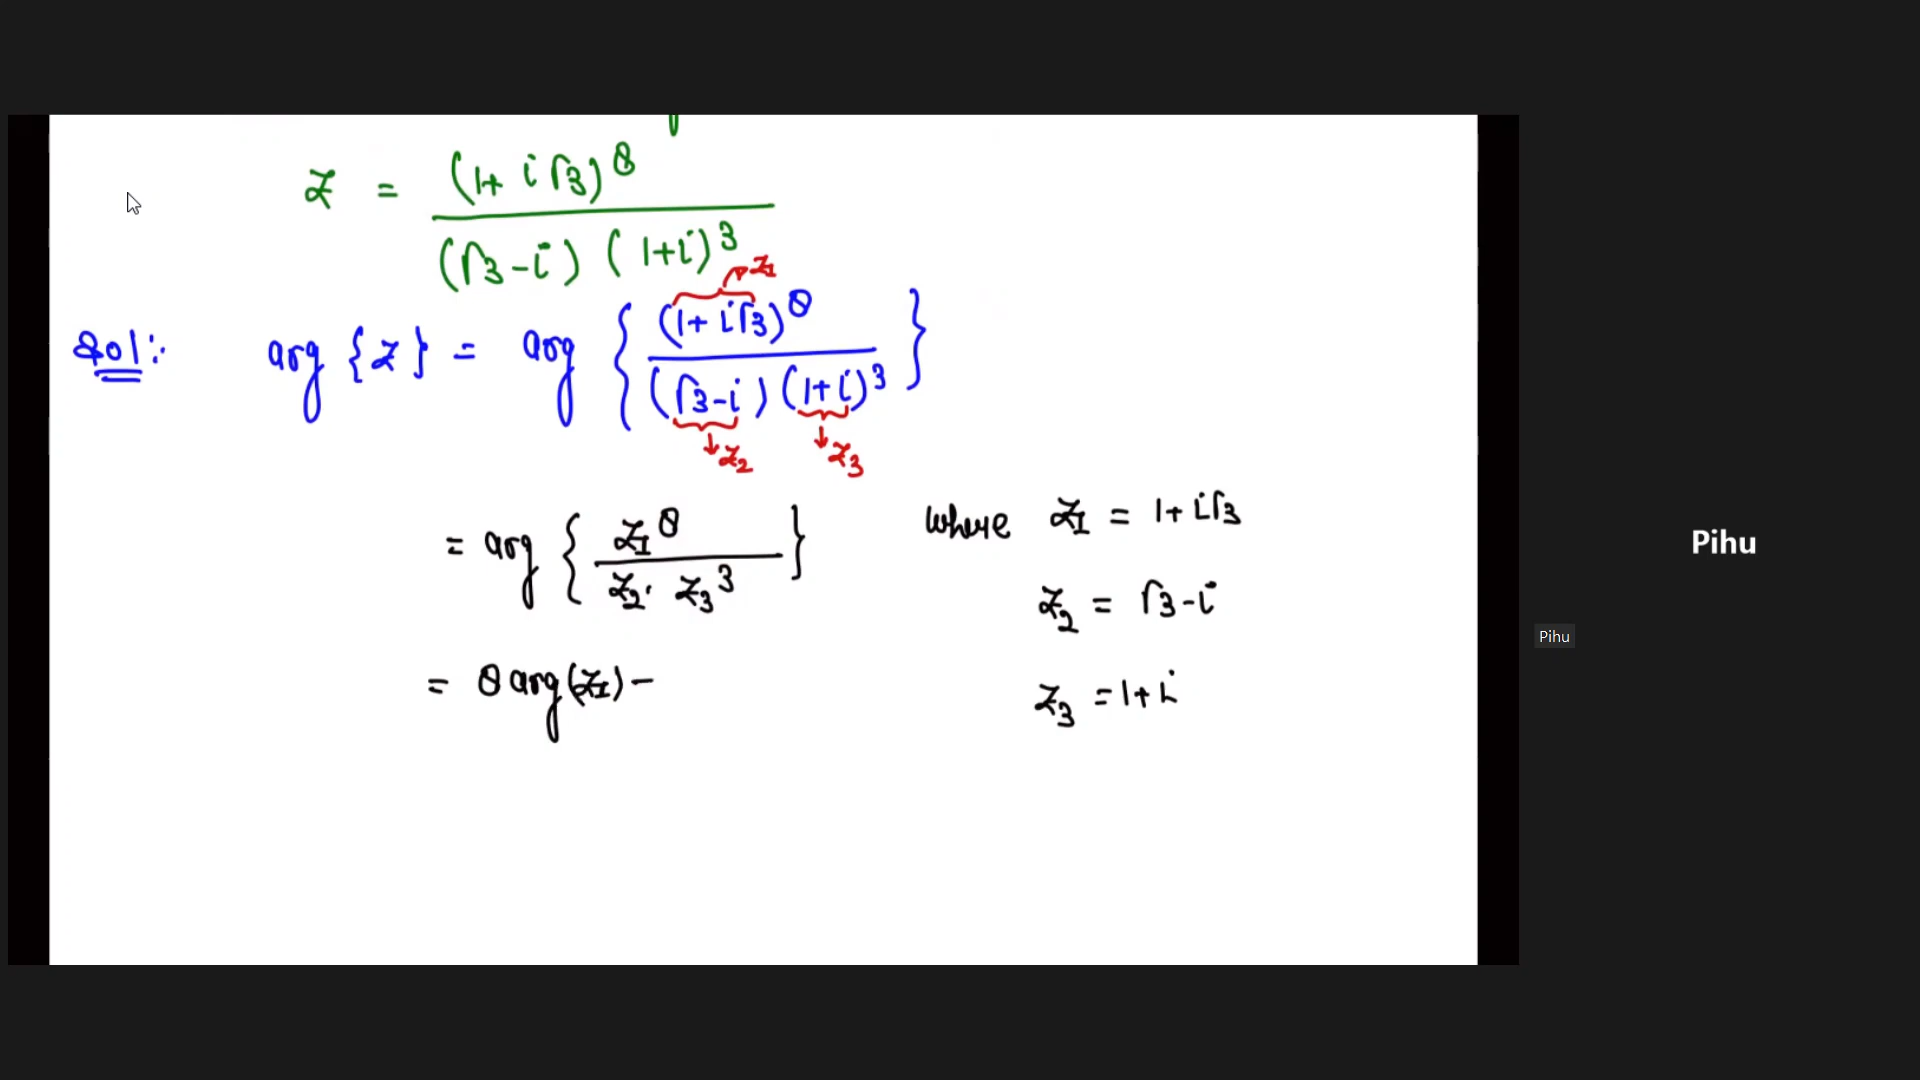 z = (1+i√3)^8 / (√3-i)(1+i)^3
Sol: arg{z} = arg{(1+i√3)^8 / (√3-i)(1+i)^3}
z1
z2 z3
= arg{z1^8 / z2. z3^3} where z1 = 1+i√3
z2 = √3-i
= 8 arg(z1) - z3 = 1+i
Pihu
Pihu